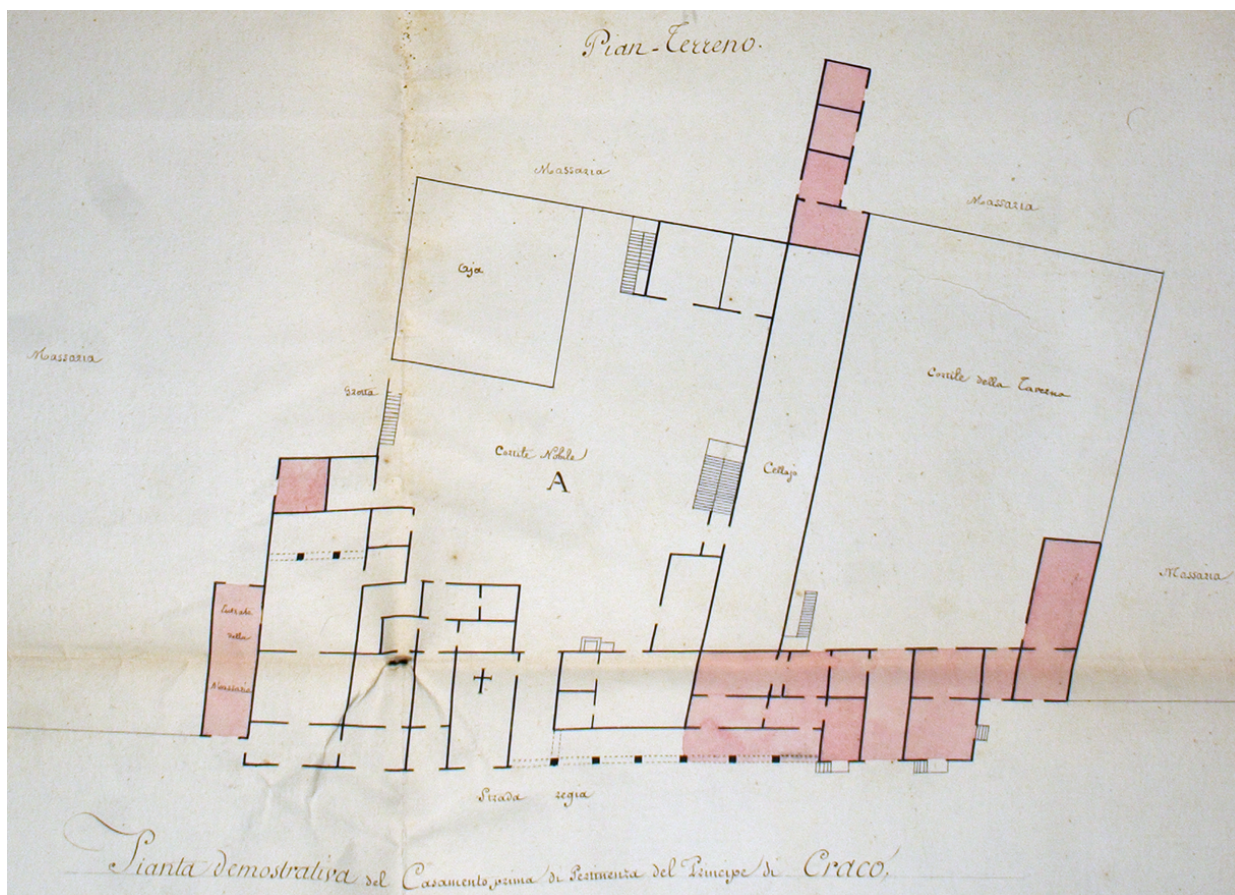 Pian-Terreno.
Massaria
Massaria
Aja
Massaria
Cortile della Taverna
Grotta
Cortile Nobile
A
Cellajo
Massaria
Entrata
della
Massaria
Strada regia
Pianta demostrativa del Casamento, prima di Pertinenza del Principe di Cracò,